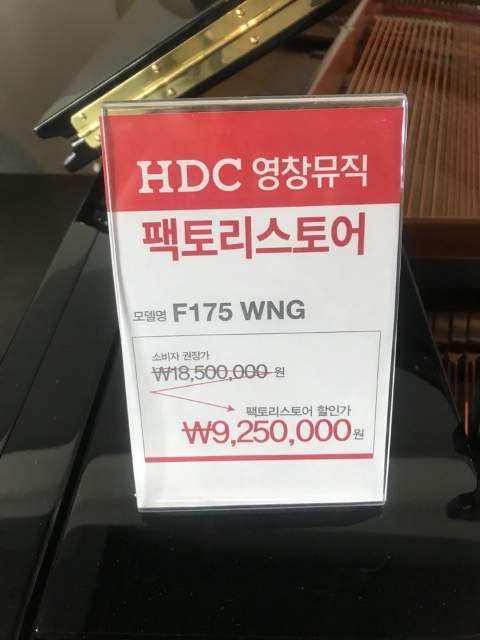 HDC 영창뮤직
팩토리스토어
모델명 F175 WNG
소비자 권장가
₩18,500,000 원
팩토리스토어 할인가
₩9,250,000원